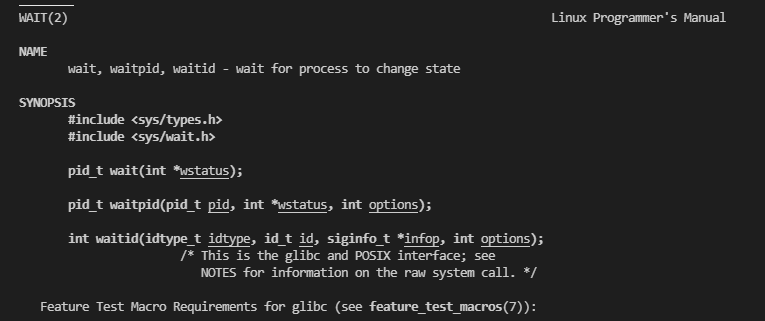 WAIT(2) Linux Programmer's Manual
NAME
wait, waitpid, waitid - wait for process to change state
SYNOPSIS
#include <sys/types.h>
#include <sys/wait.h>
pid_t wait(int *wstatus);
pid_t waitpid(pid_t pid, int *wstatus, int options);
int waitid(idtype_t idtype, id_t id, siginfo_t *infop, int options);
/* This is the glibc and POSIX interface; see
NOTES for information on the raw system call. */
Feature Test Macro Requirements for glibc (see feature_test_macros(7)):